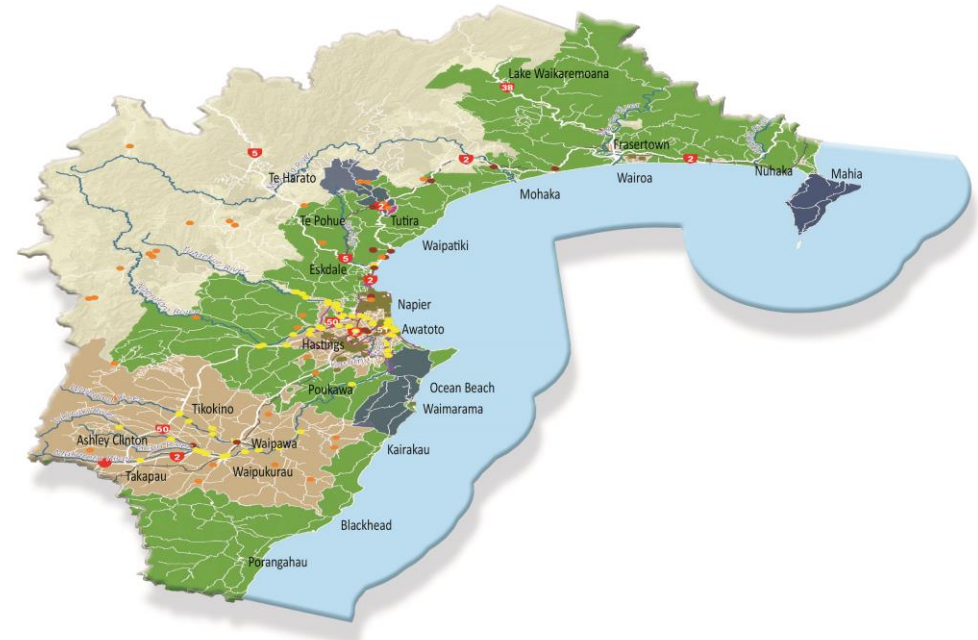 Lake Waikaremoana
38
5
Frasertown
2
2
Te Harato
Nuhaka
Mahia
Wairoa
Mohaka
2
Te Pohue
Tutira
Waipatiki
5
Eskdale
2
Napier
50
Awatoto
Hastings
Ocean Beach
Poukawa
Waimarama
Tikokino
50
Ashley Clinton
Waipawa
Kairakau
2
Takapau
Waipukurau
Blackhead
Porangahau